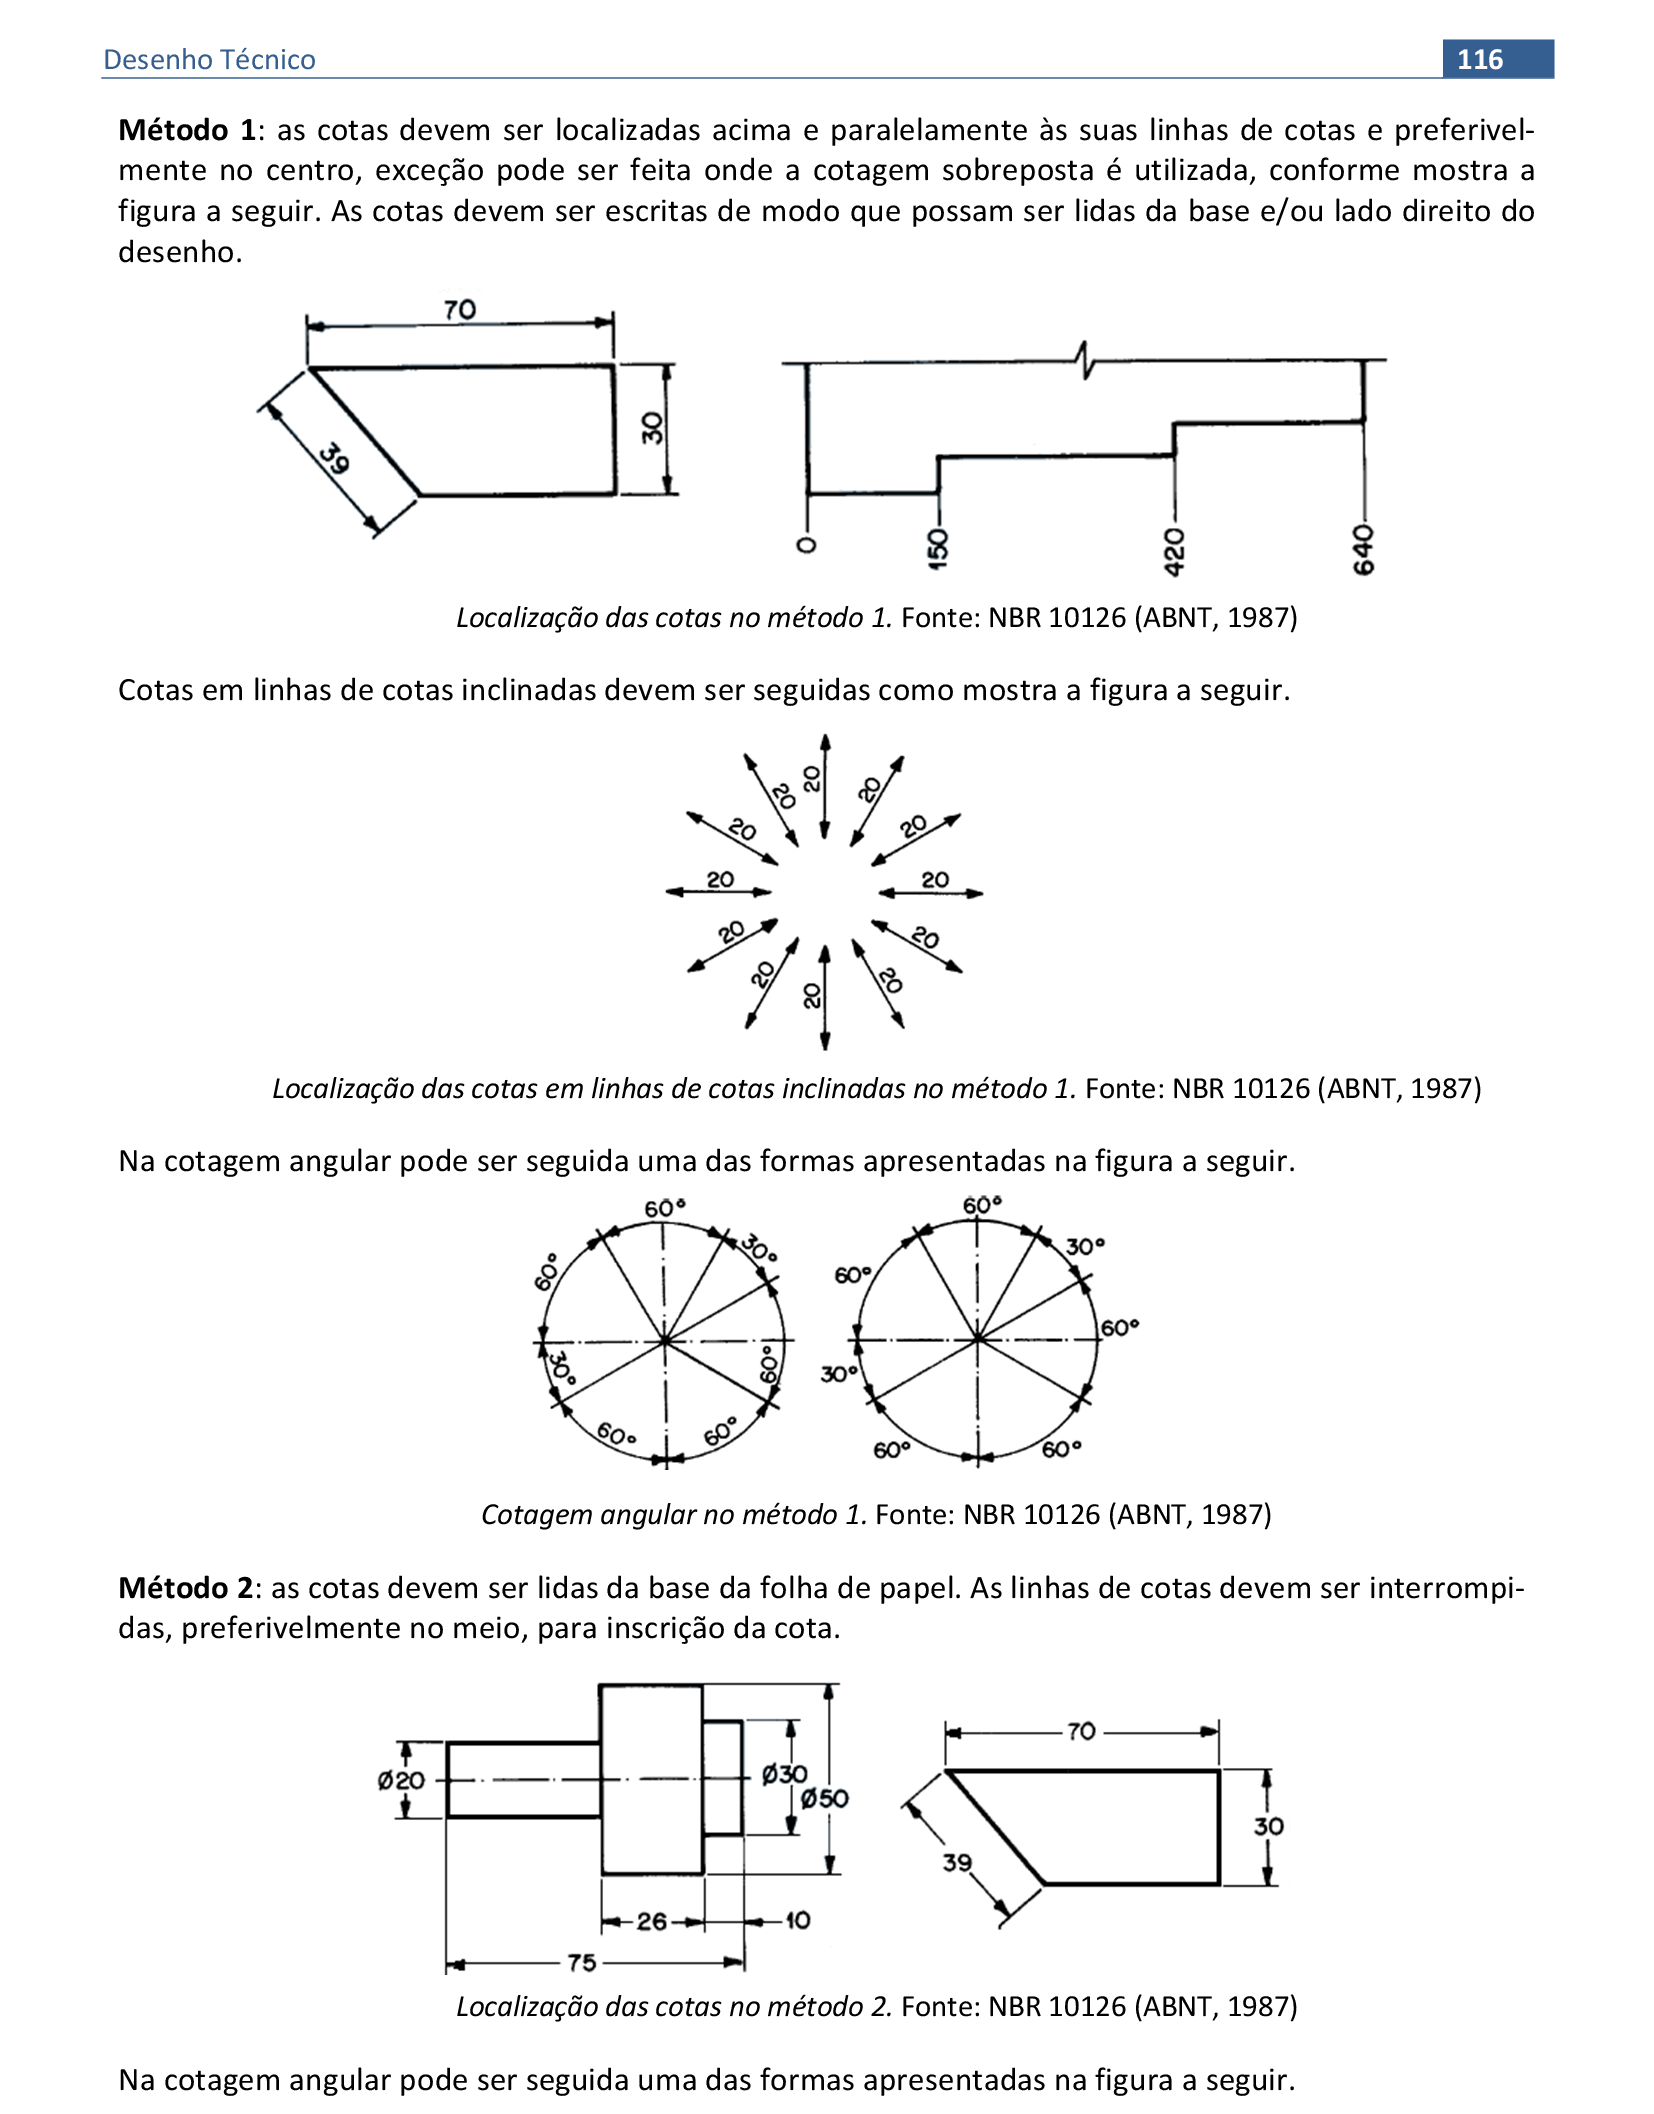 Desenho Técnico 116
Método 1: as cotas devem ser localizadas acima e paralelamente às suas linhas de cotas e preferivel-
mente no centro, exceção pode ser feita onde a cotagem sobreposta é utilizada, conforme mostra a
figura a seguir. As cotas devem ser escritas de modo que possam ser lidas da base e/ou lado direito do
desenho.
70
39
30
0
150
420
640
Localização das cotas no método 1. Fonte: NBR 10126 (ABNT, 1987)
Cotas em linhas de cotas inclinadas devem ser seguidas como mostra a figura a seguir.
20
20
20
20
20
20
20
20
20
20
20
20
Localização das cotas em linhas de cotas inclinadas no método 1. Fonte: NBR 10126 (ABNT, 1987)
Na cotagem angular pode ser seguida uma das formas apresentadas na figura a seguir.
60°
30°
60°
60°
30°
60°
60°
60°
30°
60°
60°
30°
60°
60°
Cotagem angular no método 1. Fonte: NBR 10126 (ABNT, 1987)
Método 2: as cotas devem ser lidas da base da folha de papel. As linhas de cotas devem ser interrompi-
das, preferivelmente no meio, para inscrição da cota.
Ø20
Ø30
Ø50
26
10
75
70
30
39
Localização das cotas no método 2. Fonte: NBR 10126 (ABNT, 1987)
Na cotagem angular pode ser seguida uma das formas apresentadas na figura a seguir.